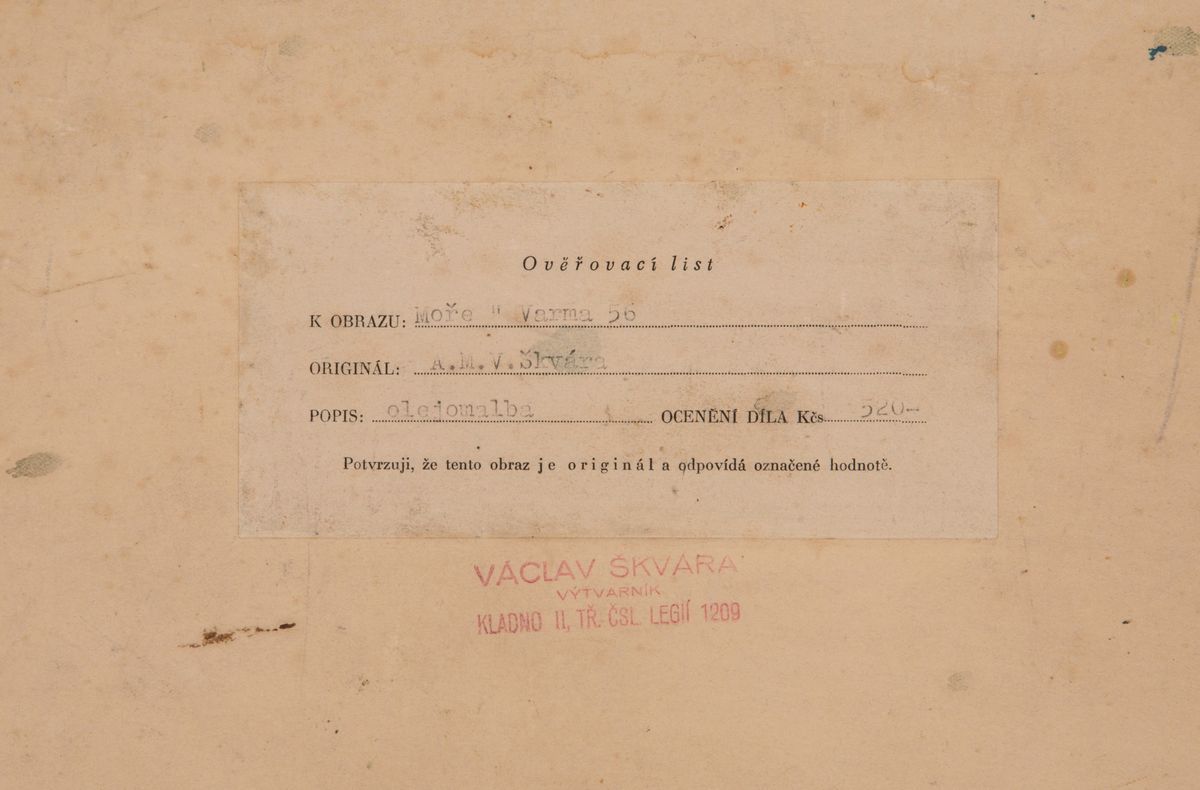 Ověřovací list
K OBRAZU: Moře " Varma 56
ORIGINÁL: A.M.V.Škvára
POPIS: olejomalba OCENĚNÍ DÍLA Kčs 520-
Potvrzuji, že tento obraz je originál a odpovídá označené hodnotě.
VÁCLAV ŠKVÁRA
VÝTVARNÍK
KLADNO II, TŘ. ČSL. LEGIÍ 1209